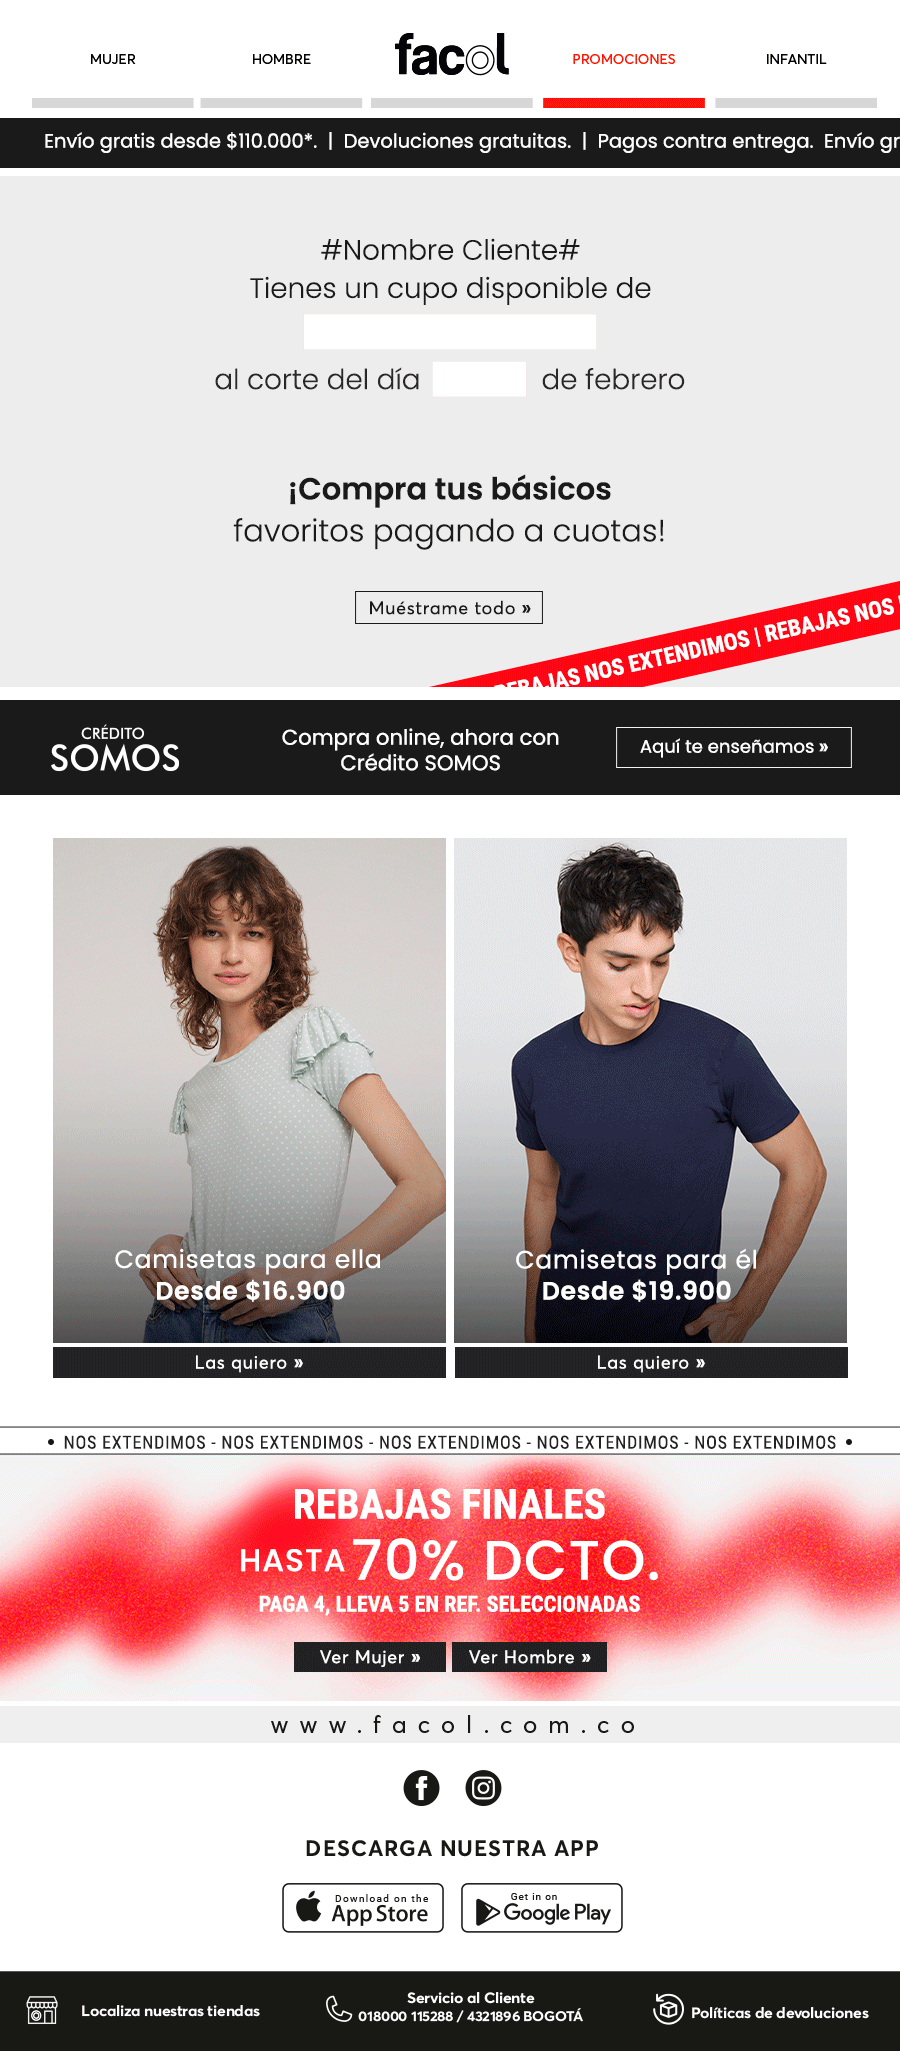 MUJER
HOMBRE
facol
PROMOCIONES
INFANTIL
Envío gratis desde $110.000*. | Devoluciones gratuitas. | Pagos contra entrega. Envío gr
#Nombre Cliente#
Tienes un cupo disponible de
al corte del día de febrero
¡Compra tus básicos
favoritos pagando a cuotas!
Muéstrame todo »
REBAJAS NOS EXTENDIMOS | REBAJAS NOS
CRÉDITO
SOMOS
Compra online, ahora con
Crédito SOMOS
Aquí te enseñamos »
Camisetas para ella
Desde $16.900
Las quiero »
Camisetas para él
Desde $19.900
Las quiero »
• NOS EXTENDIMOS - NOS EXTENDIMOS - NOS EXTENDIMOS - NOS EXTENDIMOS - NOS EXTENDIMOS •
REBAJAS FINALES
HASTA 70% DCTO.
PAGA 4, LLEVA 5 EN REF. SELECCIONADAS
Ver Mujer »
Ver Hombre »
www.facol.com.co
DESCARGA NUESTRA APP
Download on the
App Store
Get in on
Google Play
Localiza nuestras tiendas
Servicio al Cliente
018000 115288 / 4321896 BOGOTÁ
Políticas de devoluciones